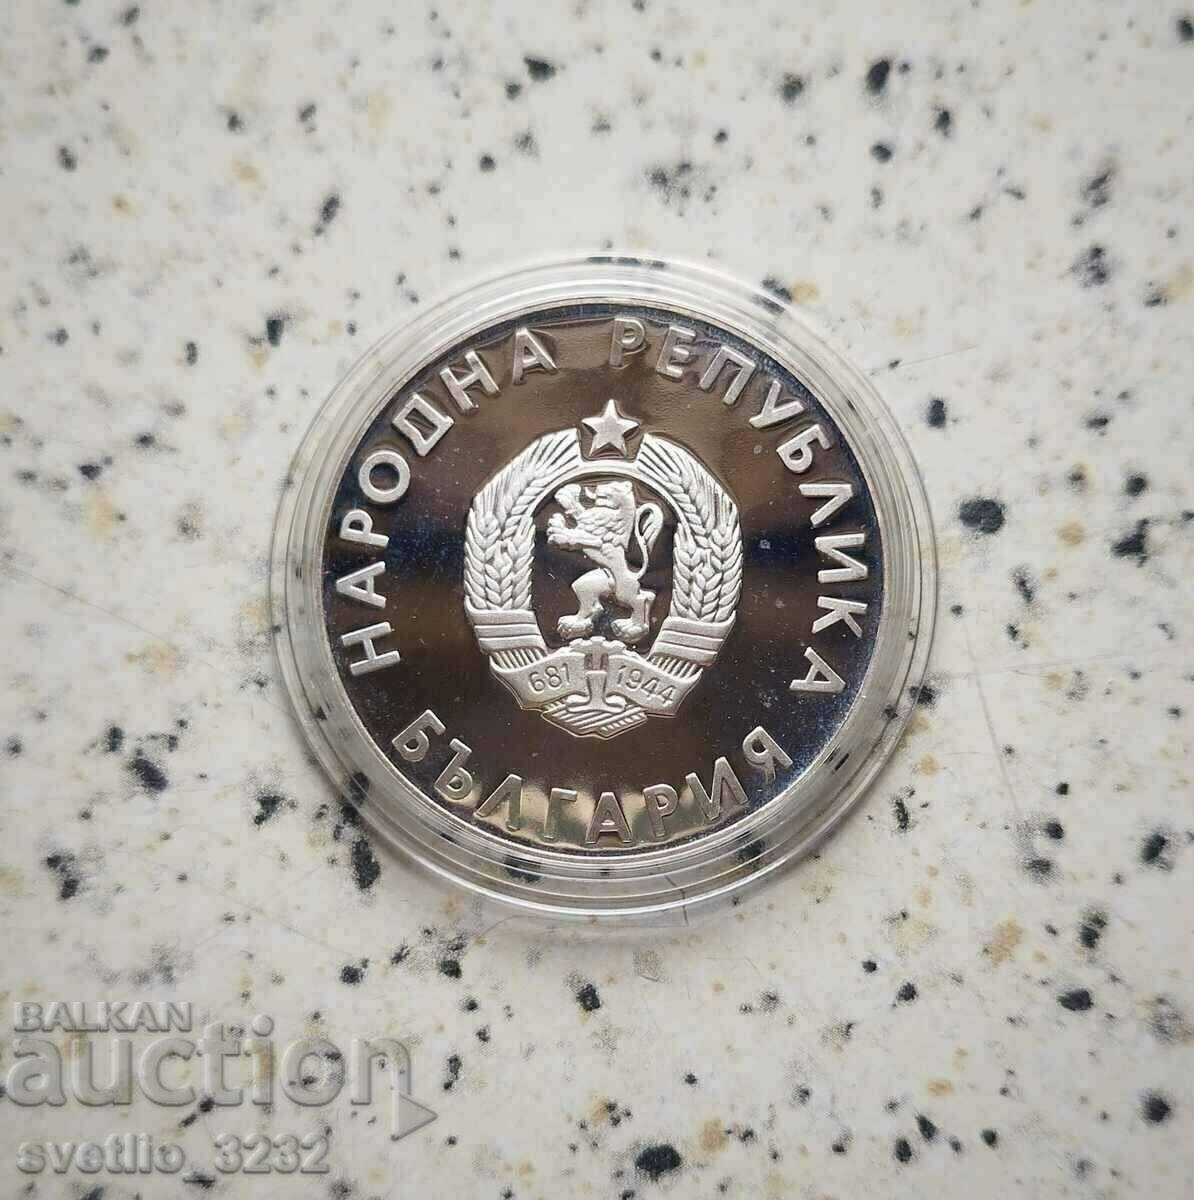 НАРОДНА РЕПУБЛИКА
БЪЛГАРИЯ
681 1944
BALKAN
auction
svetlio_3232